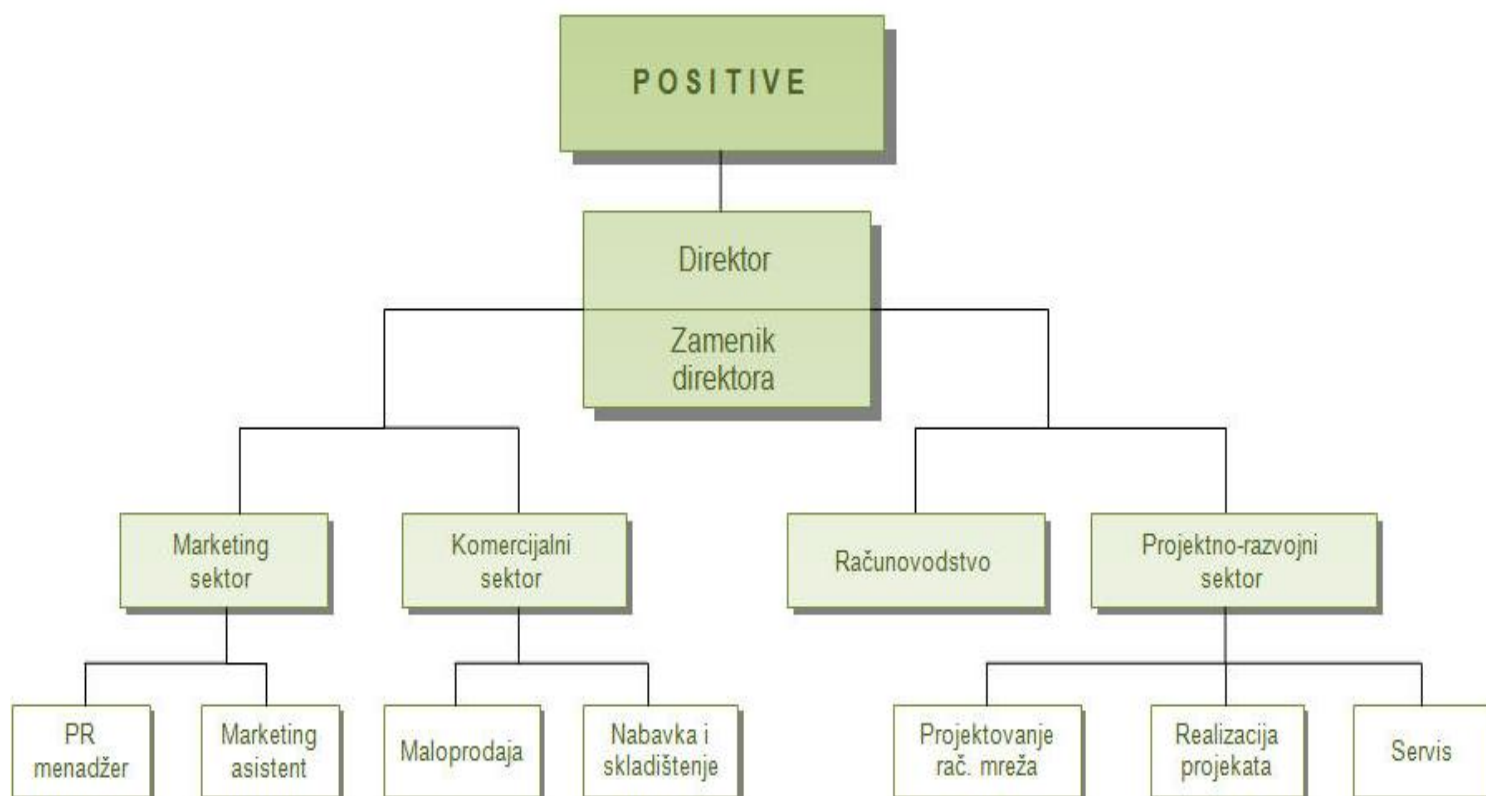 POSITIVE
Direktor
Zamenik
direktora
Marketing
sektor
Komercijalni
sektor
Računovodstvo
Projektno-razvojni
sektor
PR
menadžer
Marketing
asistent
Maloprodaja
Nabavka i
skladištenje
Projektovanje
rač. mreža
Realizacija
projekata
Servis